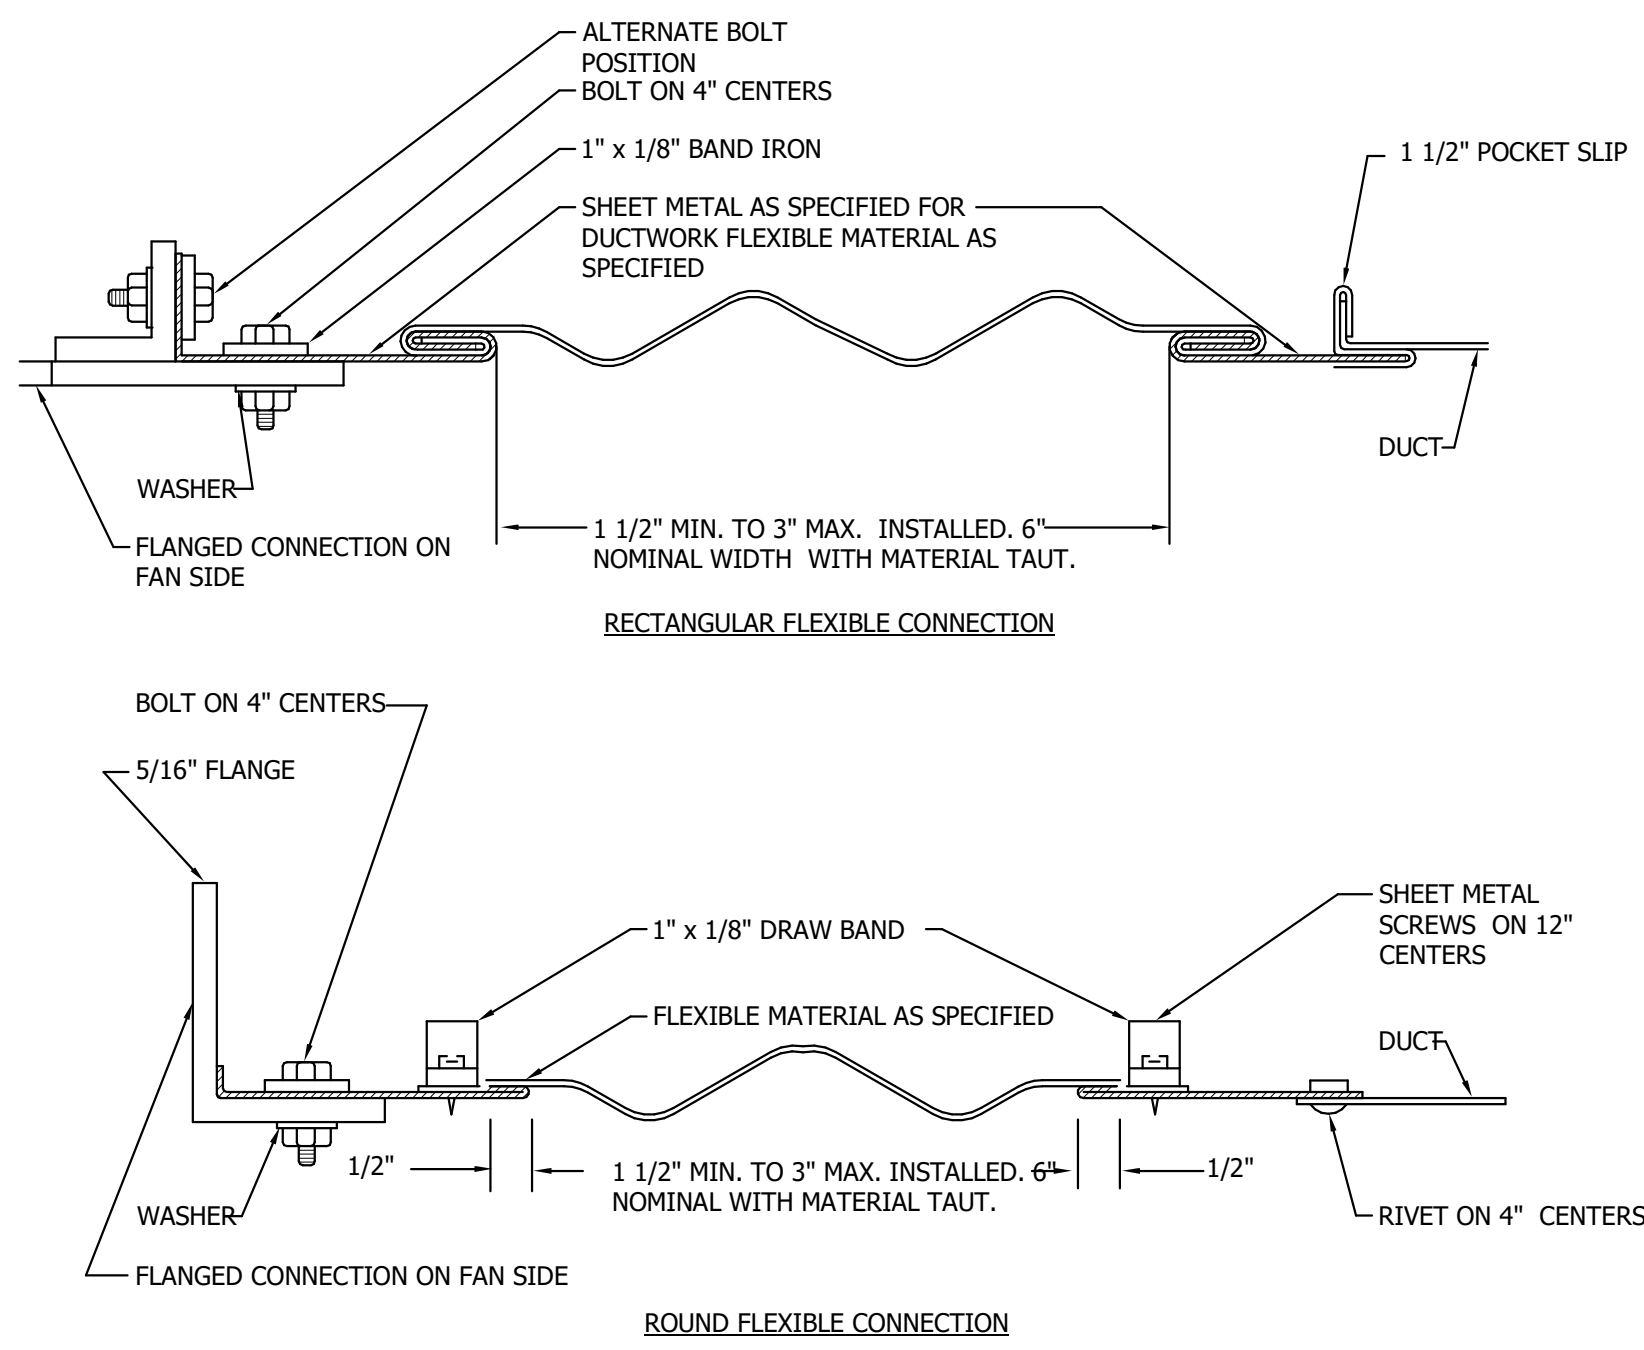 ALTERNATE BOLT
POSITION
BOLT ON 4" CENTERS
1" x 1/8" BAND IRON
1 1/2" POCKET SLIP
SHEET METAL AS SPECIFIED FOR
DUCTWORK FLEXIBLE MATERIAL AS
SPECIFIED
DUCT
WASHER
1 1/2" MIN. TO 3" MAX. INSTALLED. 6"
NOMINAL WIDTH WITH MATERIAL TAUT.
FLANGED CONNECTION ON
FAN SIDE
RECTANGULAR FLEXIBLE CONNECTION
BOLT ON 4" CENTERS
5/16" FLANGE
SHEET METAL
SCREWS ON 12"
CENTERS
1" x 1/8" DRAW BAND
FLEXIBLE MATERIAL AS SPECIFIED
DUCT
1/2"
1 1/2" MIN. TO 3" MAX. INSTALLED. 6"
NOMINAL WITH MATERIAL TAUT.
1/2"
WASHER
RIVET ON 4" CENTERS
FLANGED CONNECTION ON FAN SIDE
ROUND FLEXIBLE CONNECTION